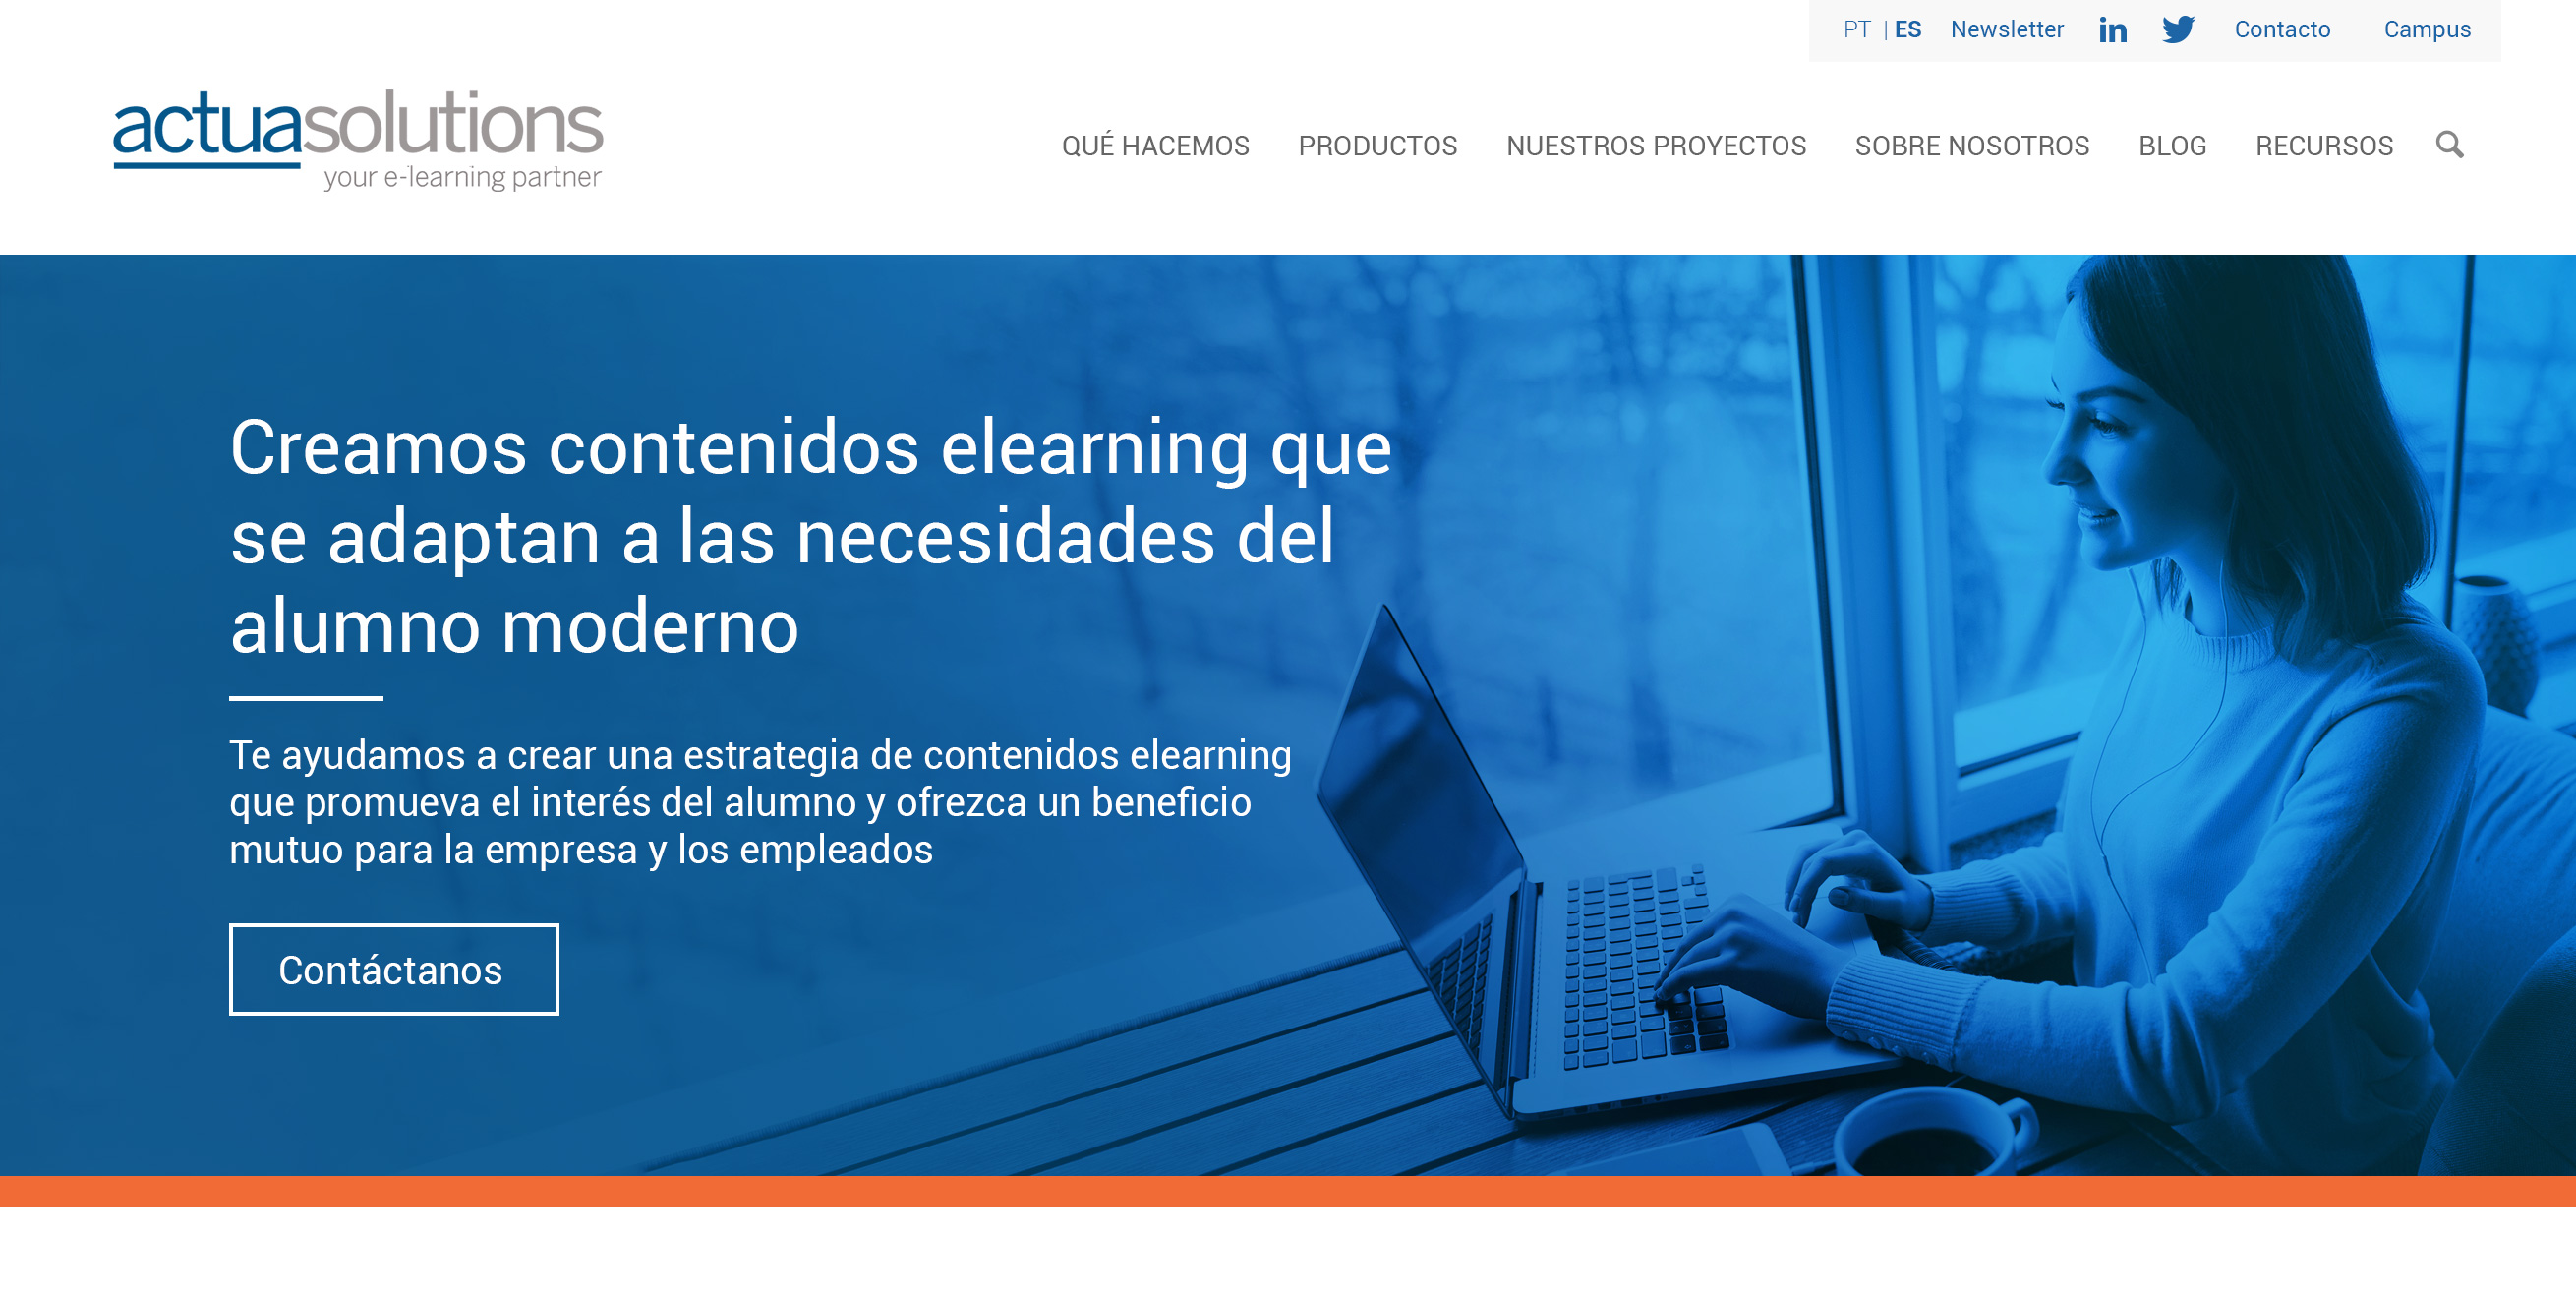 PT | ES Newsletter in Contacto Campus
actuasolutions
your e-learning partner
QUÉ HACEMOS PRODUCTOS NUESTROS PROYECTOS SOBRE NOSOTROS BLOG RECURSOS
Creamos contenidos elearning que
se adaptan a las necesidades del
alumno moderno
Te ayudamos a crear una estrategia de contenidos elearning
que promueva el interés del alumno y ofrezca un beneficio
mutuo para la empresa y los empleados
Contáctanos